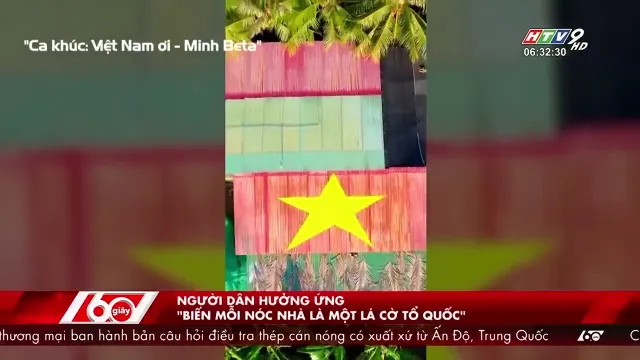 "Ca khúc: Việt Nam ơi - Minh Beta"
HTV9
HD
06:32:30
60 giây
NGƯỜI DÂN HƯỞNG ỨNG
"BIẾN MỖI NÓC NHÀ LÀ MỘT LÁ CỜ TỔ QUỐC"
thương mại ban hành bản câu hỏi điều tra thép cán nóng có xuất xứ từ Ấn Độ, Trung Quốc
60